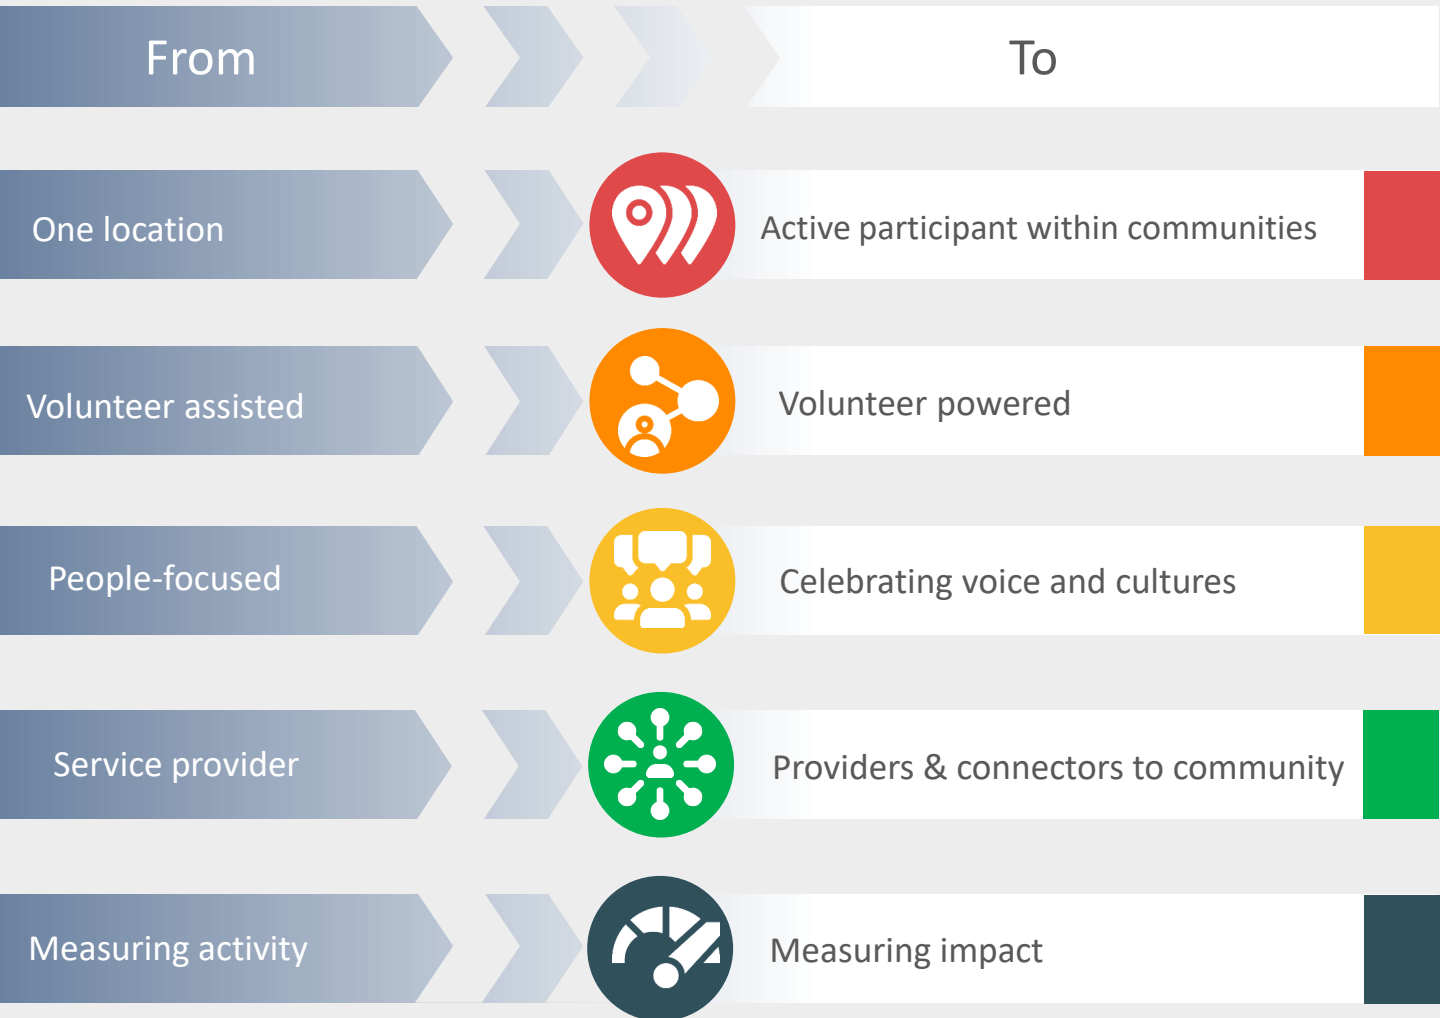 From
To
One location
Active participant within communities
Volunteer assisted
Volunteer powered
People-focused
Celebrating voice and cultures
Service provider
Providers & connectors to community
Measuring activity
Measuring impact